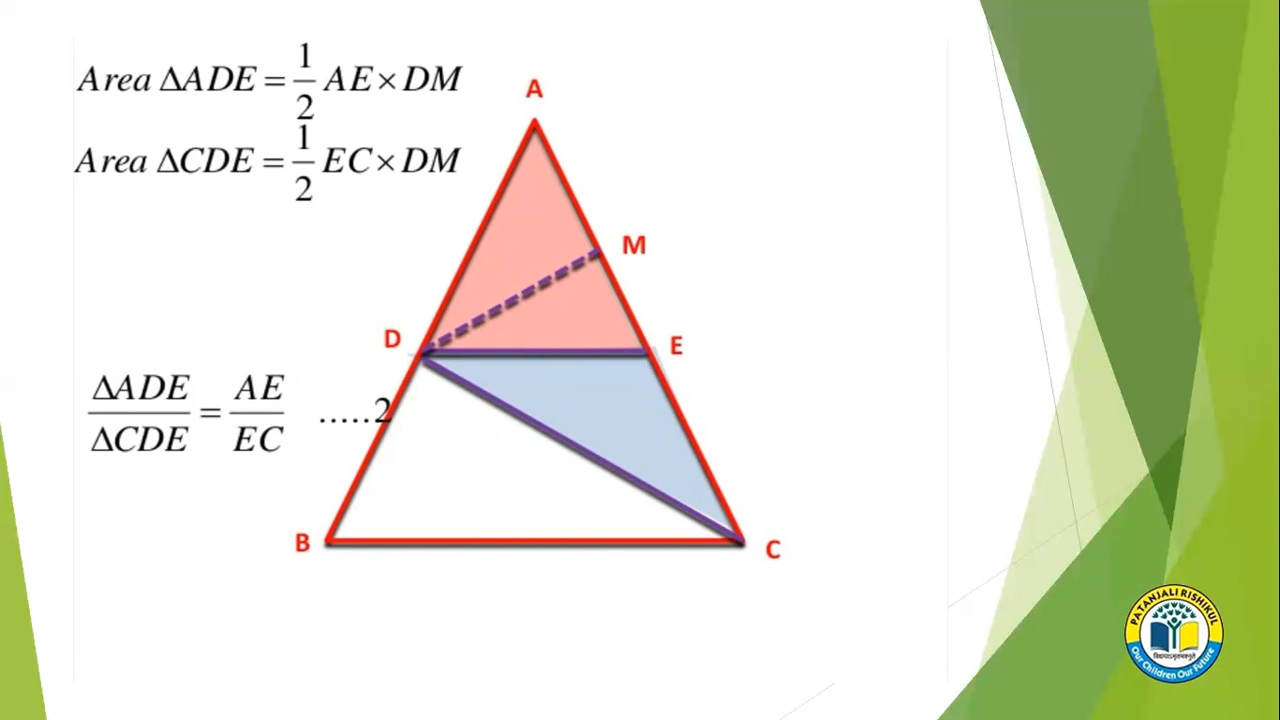 Area ΔADE = 1/2 AE × DM
Area ΔCDE = 1/2 EC × DM
A
M
D
E
ΔADE/ΔCDE = AE/EC .....2
B
C
PATANJALI RISHIKUL
Our Children Our Future